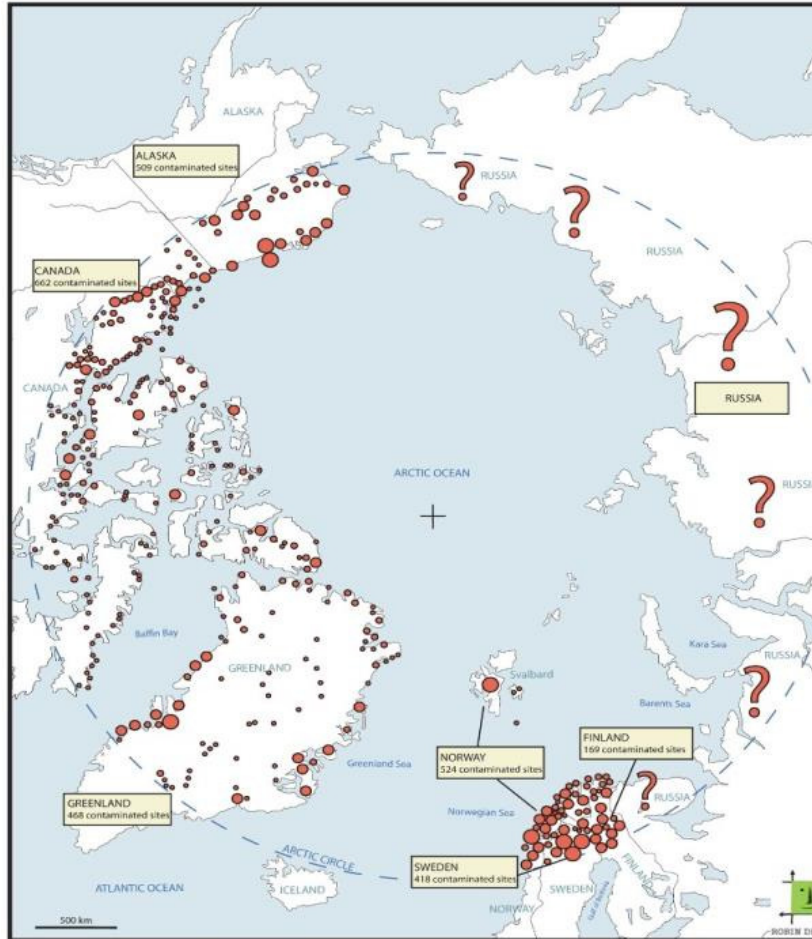 ALASKA
ALASKA
509 contaminated sites
RUSSIA
?
?
RUSSIA
CANADA
662 contaminated sites
?
CANADA
RUSSIA
ARCTIC OCEAN
?
Baffin Bay
Kara Sea
GREENLAND
Svalbard
RUSSIA
?
Barents Sea
FINLAND
169 contaminated sites
NORWAY
524 contaminated sites
Greenland Sea
?
RUSSIA
GREENLAND
468 contaminated sites
Norwegian Sea
ARCTIC CIRCLE
SWEDEN
418 contaminated sites
FINLAND
ATLANTIC OCEAN
ICELAND
SWEDEN
NORWAY
500 km